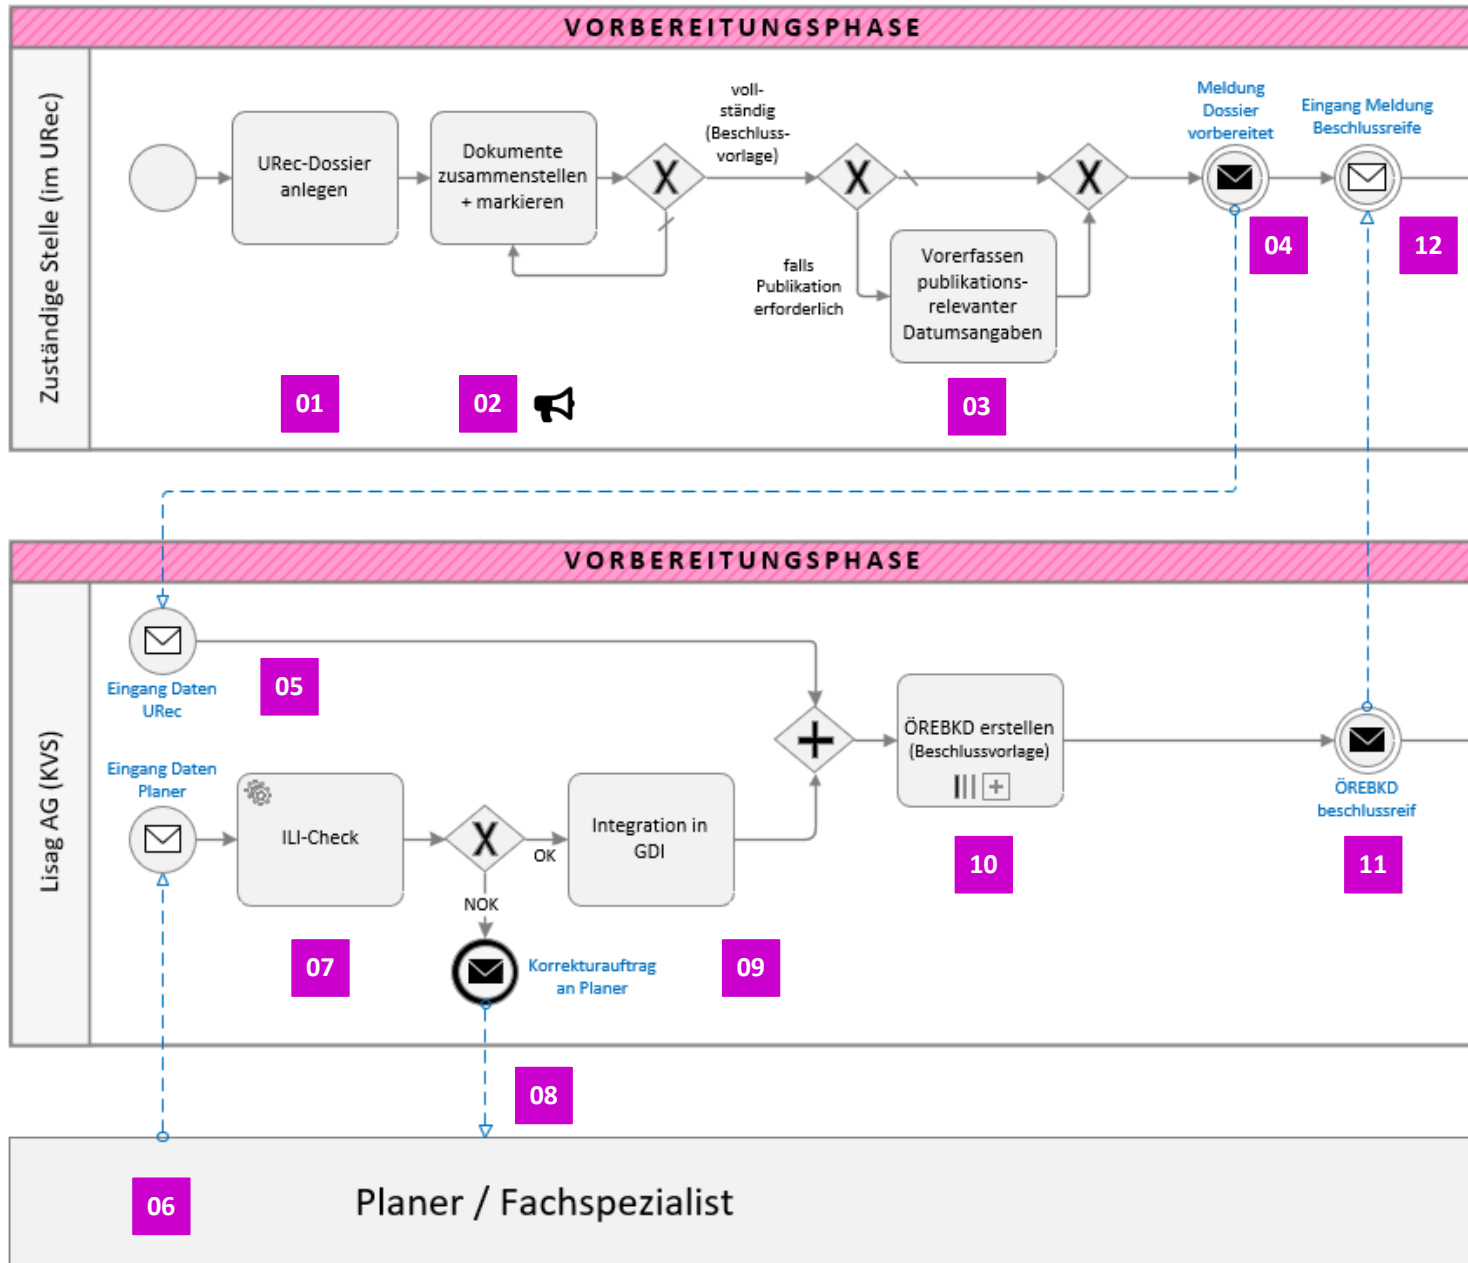 VORBEREITUNGSPHASE
Zuständige Stelle (im URec)
URec-Dossier
anlegen
Dokumente
zusammenstellen
+ markieren
X
voll-
ständig
(Beschluss-
vorlage)
X
falls
Publikation
erforderlich
Vorerfassen
publikations-
relevanter
Datumsangaben
X
Meldung
Dossier
vorbereitet
Eingang Meldung
Beschlussreife
01
02
03
04
12
VORBEREITUNGSPHASE
Lisag AG (KVS)
Eingang Daten
URec
05
Eingang Daten
Planer
ILI-Check
07
X
OK
NOK
Korrekturauftrag
an Planer
08
Integration in
GDI
09
ÖREBKD erstellen
(Beschlussvorlage)
10
ÖREBKD
beschlussreif
11
06
Planer / Fachspezialist